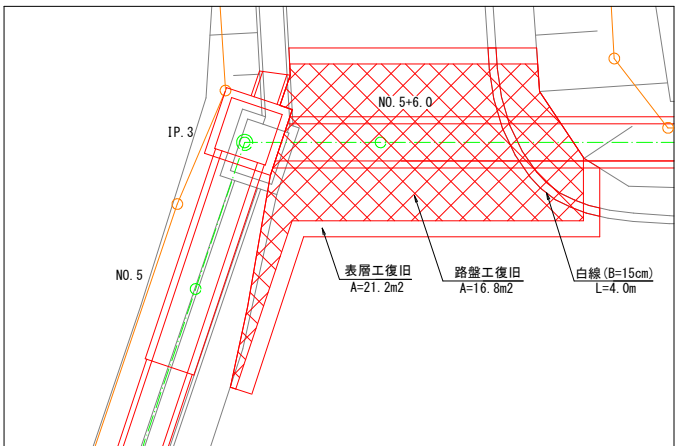 NO.5+6.0
IP.3
NO.5
表層工復旧
A=21.2m2
路盤工復旧
A=16.8m2
白線(B=15cm)
L=4.0m